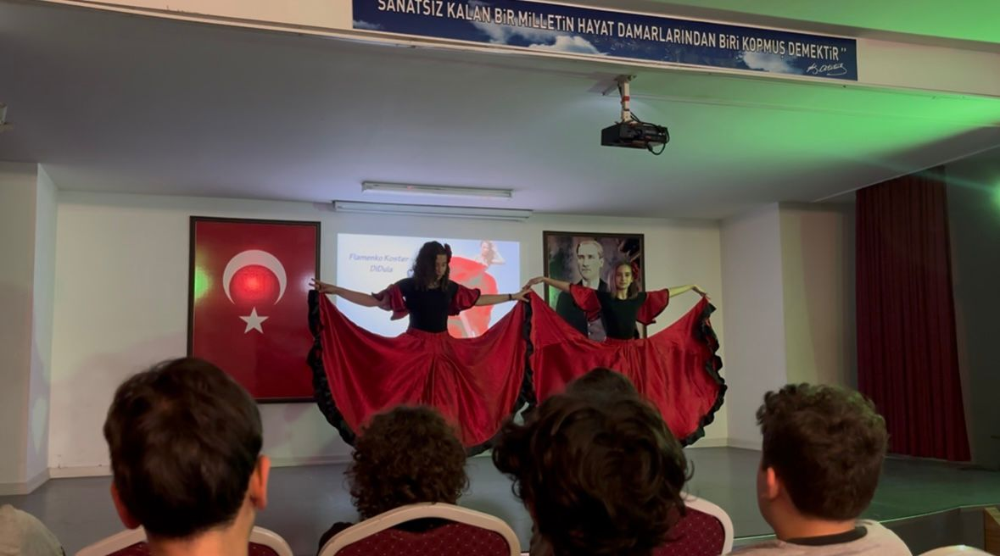 SANATSIZ KALAN BİR MİLLETİN HAYAT DAMARLARINDAN BİRİ KOPMUŞ DEMEKTİR ”
Flamenko Koster
DiDula